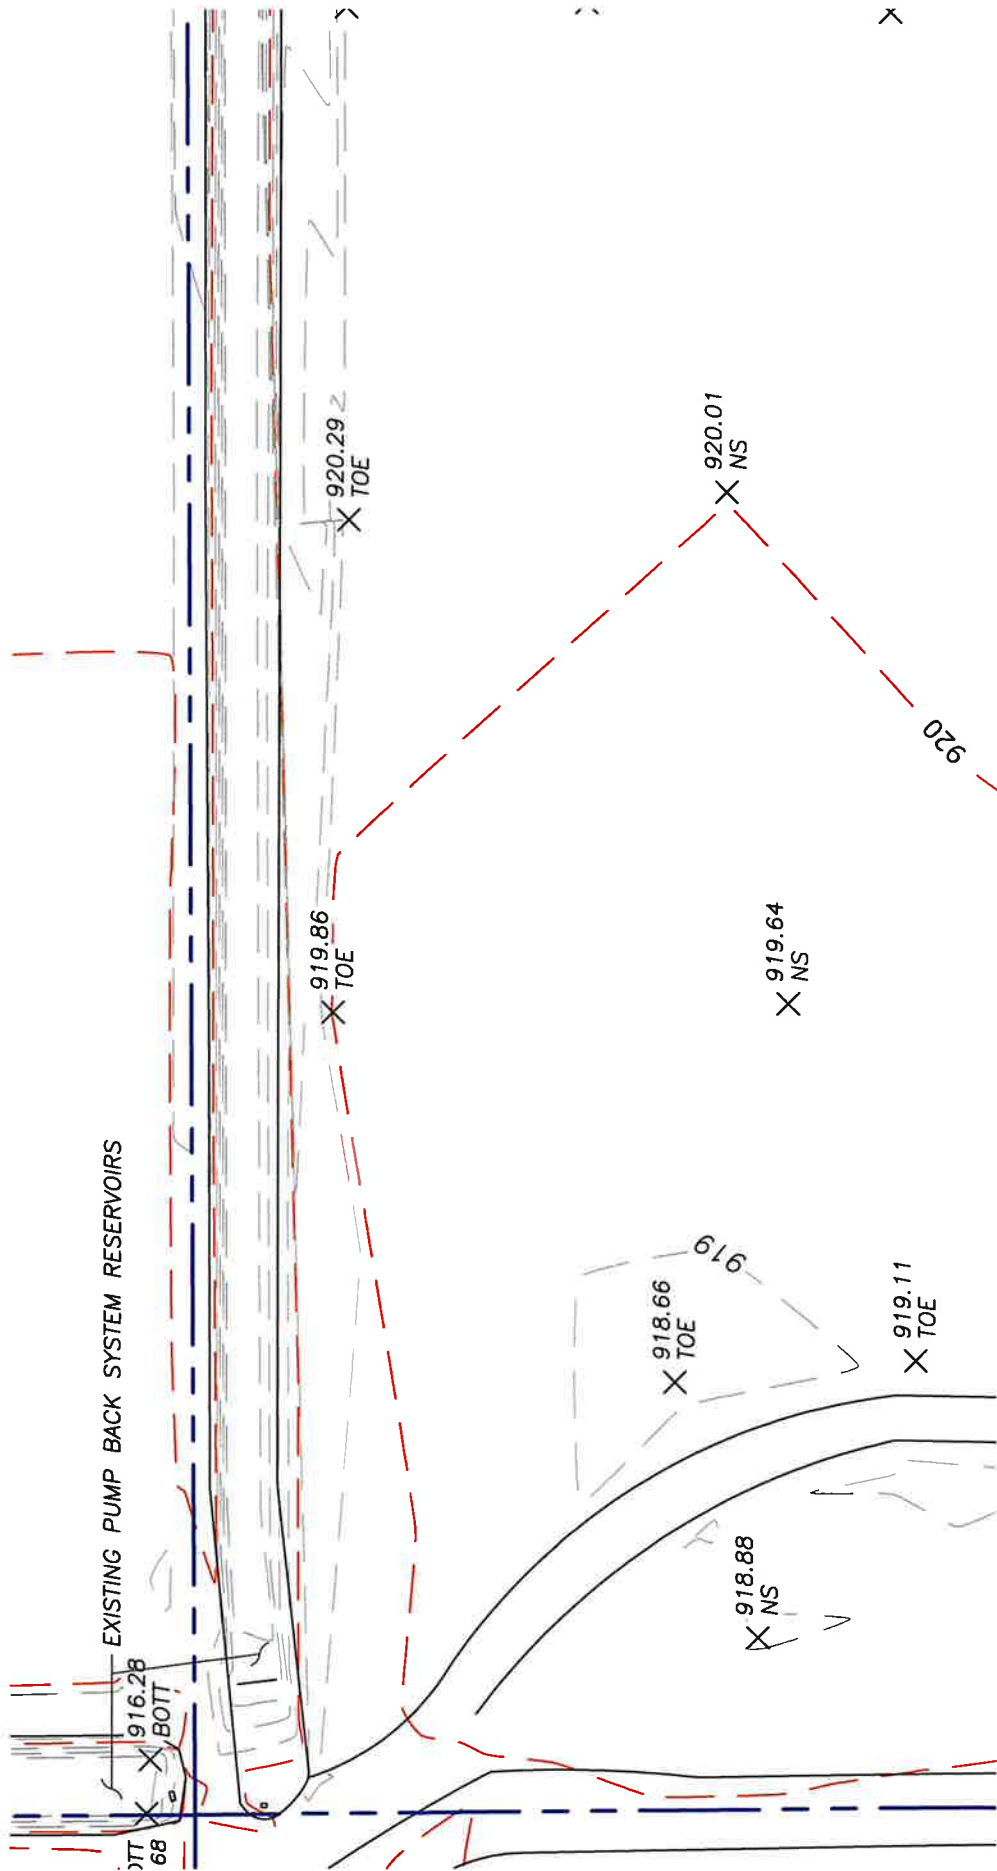 920.29
TOE
920.01
NS
920
919.86
TOE
919.64
NS
EXISTING PUMP BACK SYSTEM RESERVOIRS
919
918.66
TOE
919.11
TOE
918.88
NS
916.28
BOTT
68